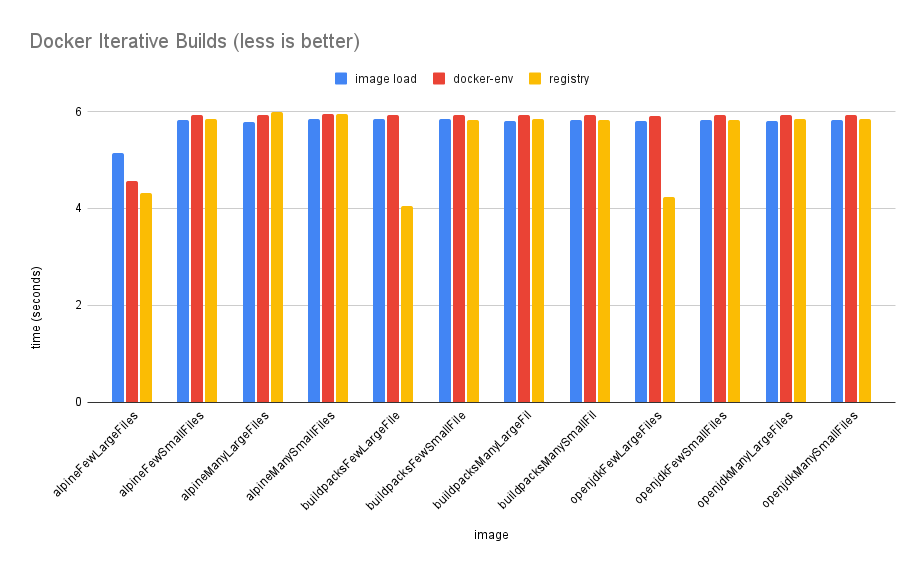 Docker Iterative Builds (less is better)
image load
docker-env
registry
6
4
2
0
time (seconds)
alpineFewLargeFiles
alpineFewSmallFiles
alpineManyLargeFiles
alpineManySmallFiles
buildpacksFewLargeFile
buildpacksFewSmallFile
buildpacksManyLargeFil
buildpacksManySmallFil
openjdkFewLargeFiles
openjdkFewSmallFiles
openjdkManyLargeFiles
openjdkManySmallFiles
image